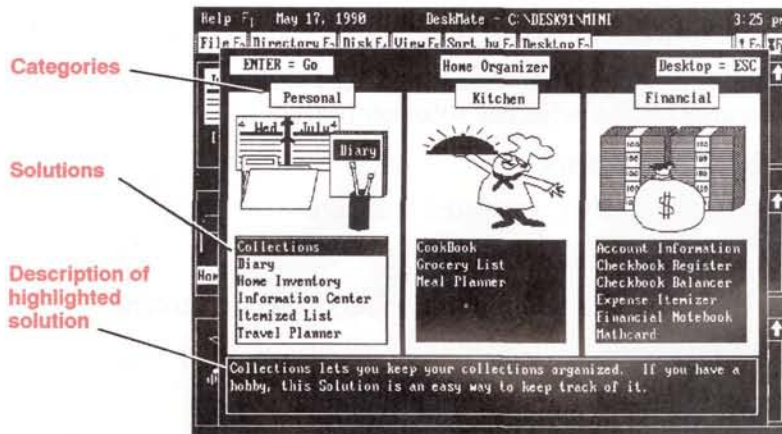 Help F1 May 17, 1990 DeskMate - C:\DESK91\MINI 3:25 pm
File F2 Directory F3 Disk F4 View F5 Sort by F6 Desktop F7
ENTER = Go Home Organizer Desktop = ESC
Categories
Personal Kitchen Financial
Wed July
Diary
100 100
$
Solutions
Collections
Diary
Home Inventory
Information Center
Itemized List
Travel Planner
CookBook
Grocery List
Meal Planner
Account Information
Checkbook Register
Checkbook Balancer
Expense Itemizer
Financial Notebook
Mathcard
Description of
highlighted
solution
Collections lets you keep your collections organized. If you have a
hobby, this Solution is an easy way to keep track of it.